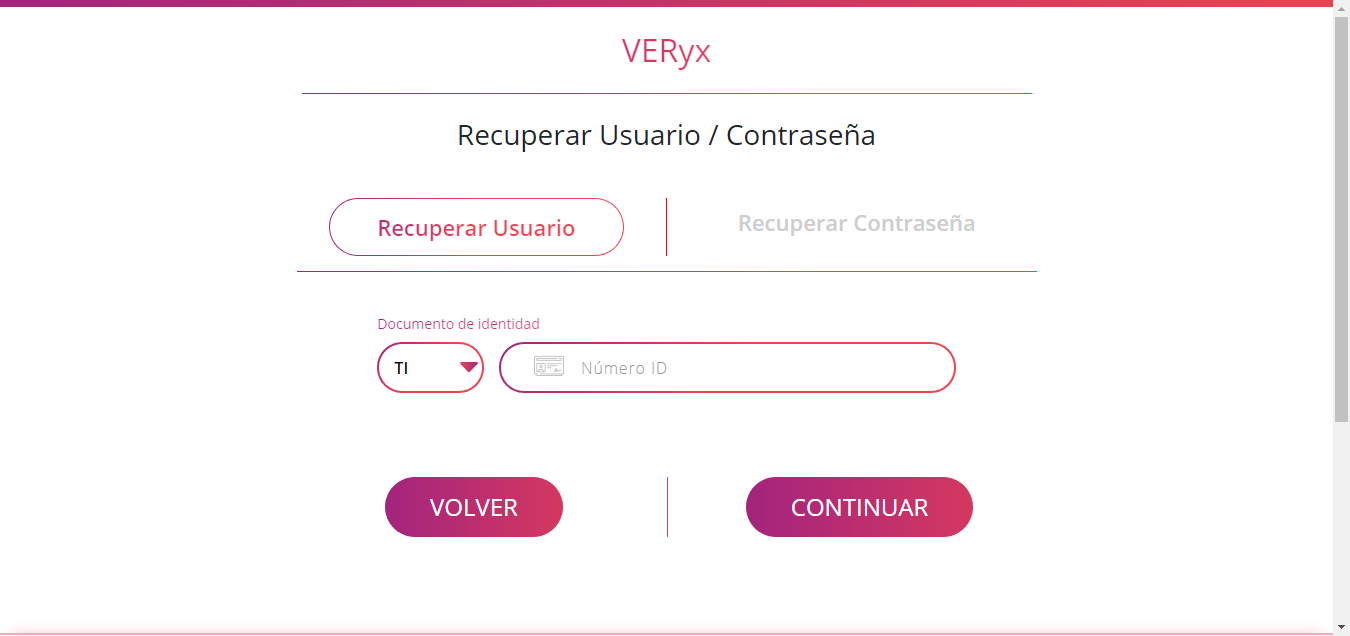 VERyx
Recuperar Usuario / Contraseña
Recuperar Usuario
Recuperar Contraseña
Documento de identidad
TI
Número ID
VOLVER
CONTINUAR